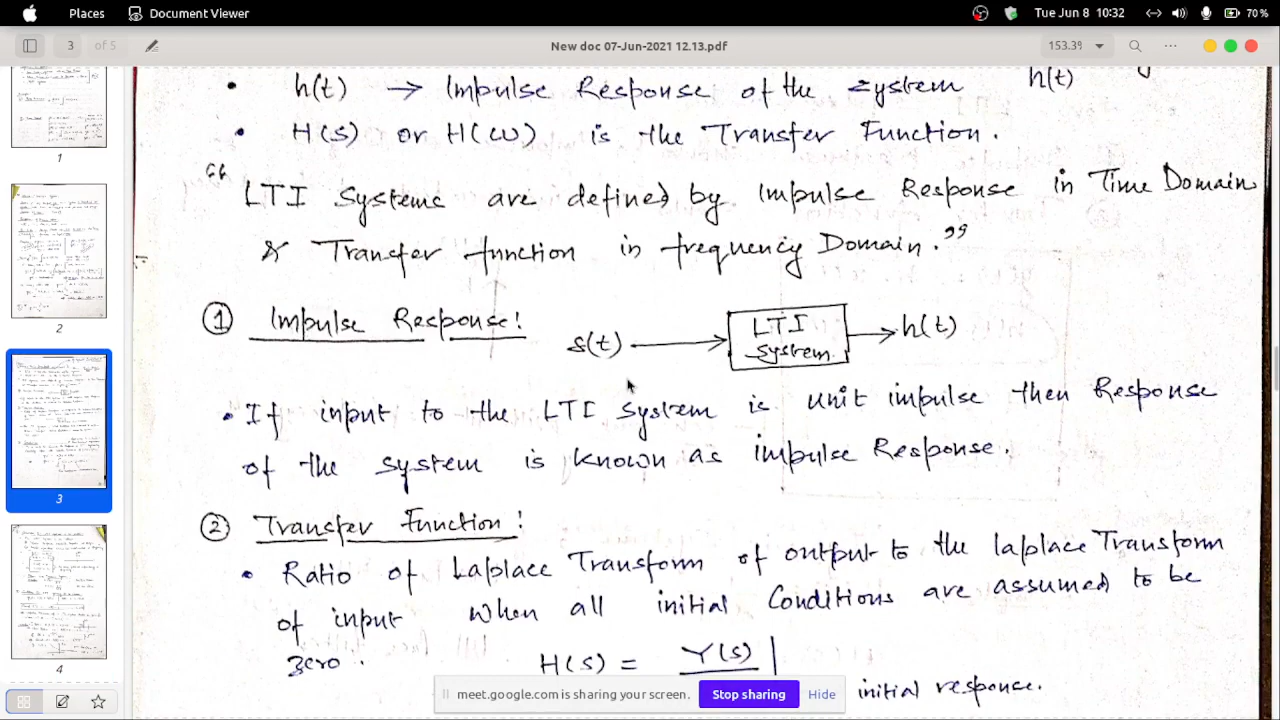 Places Document Viewer Tue Jun 8 10:32 70 %
3 of 5 New doc 07-Jun-2021 12.13.pdf 153.39
• h(t) → Impulse Response of the system h(t)
• H(s) or H(ω) is the Transfer Function.
“LTI Systems are defined by Impulse Response in Time Domain
& Transfer function in frequency Domain.”
① Impulse Response: δ(t) → LTI System → h(t)
• If input to the LTI system is unit impulse then Response
of the system is known as impulse Response.
② Transfer Function:
• Ratio of Laplace Transform of output to the laplace Transform
of input when all initial Conditions are assumed to be
zero. H(s) = Y(s)
initial response.
meet.google.com is sharing your screen. Stop sharing Hide
1
2
3
4